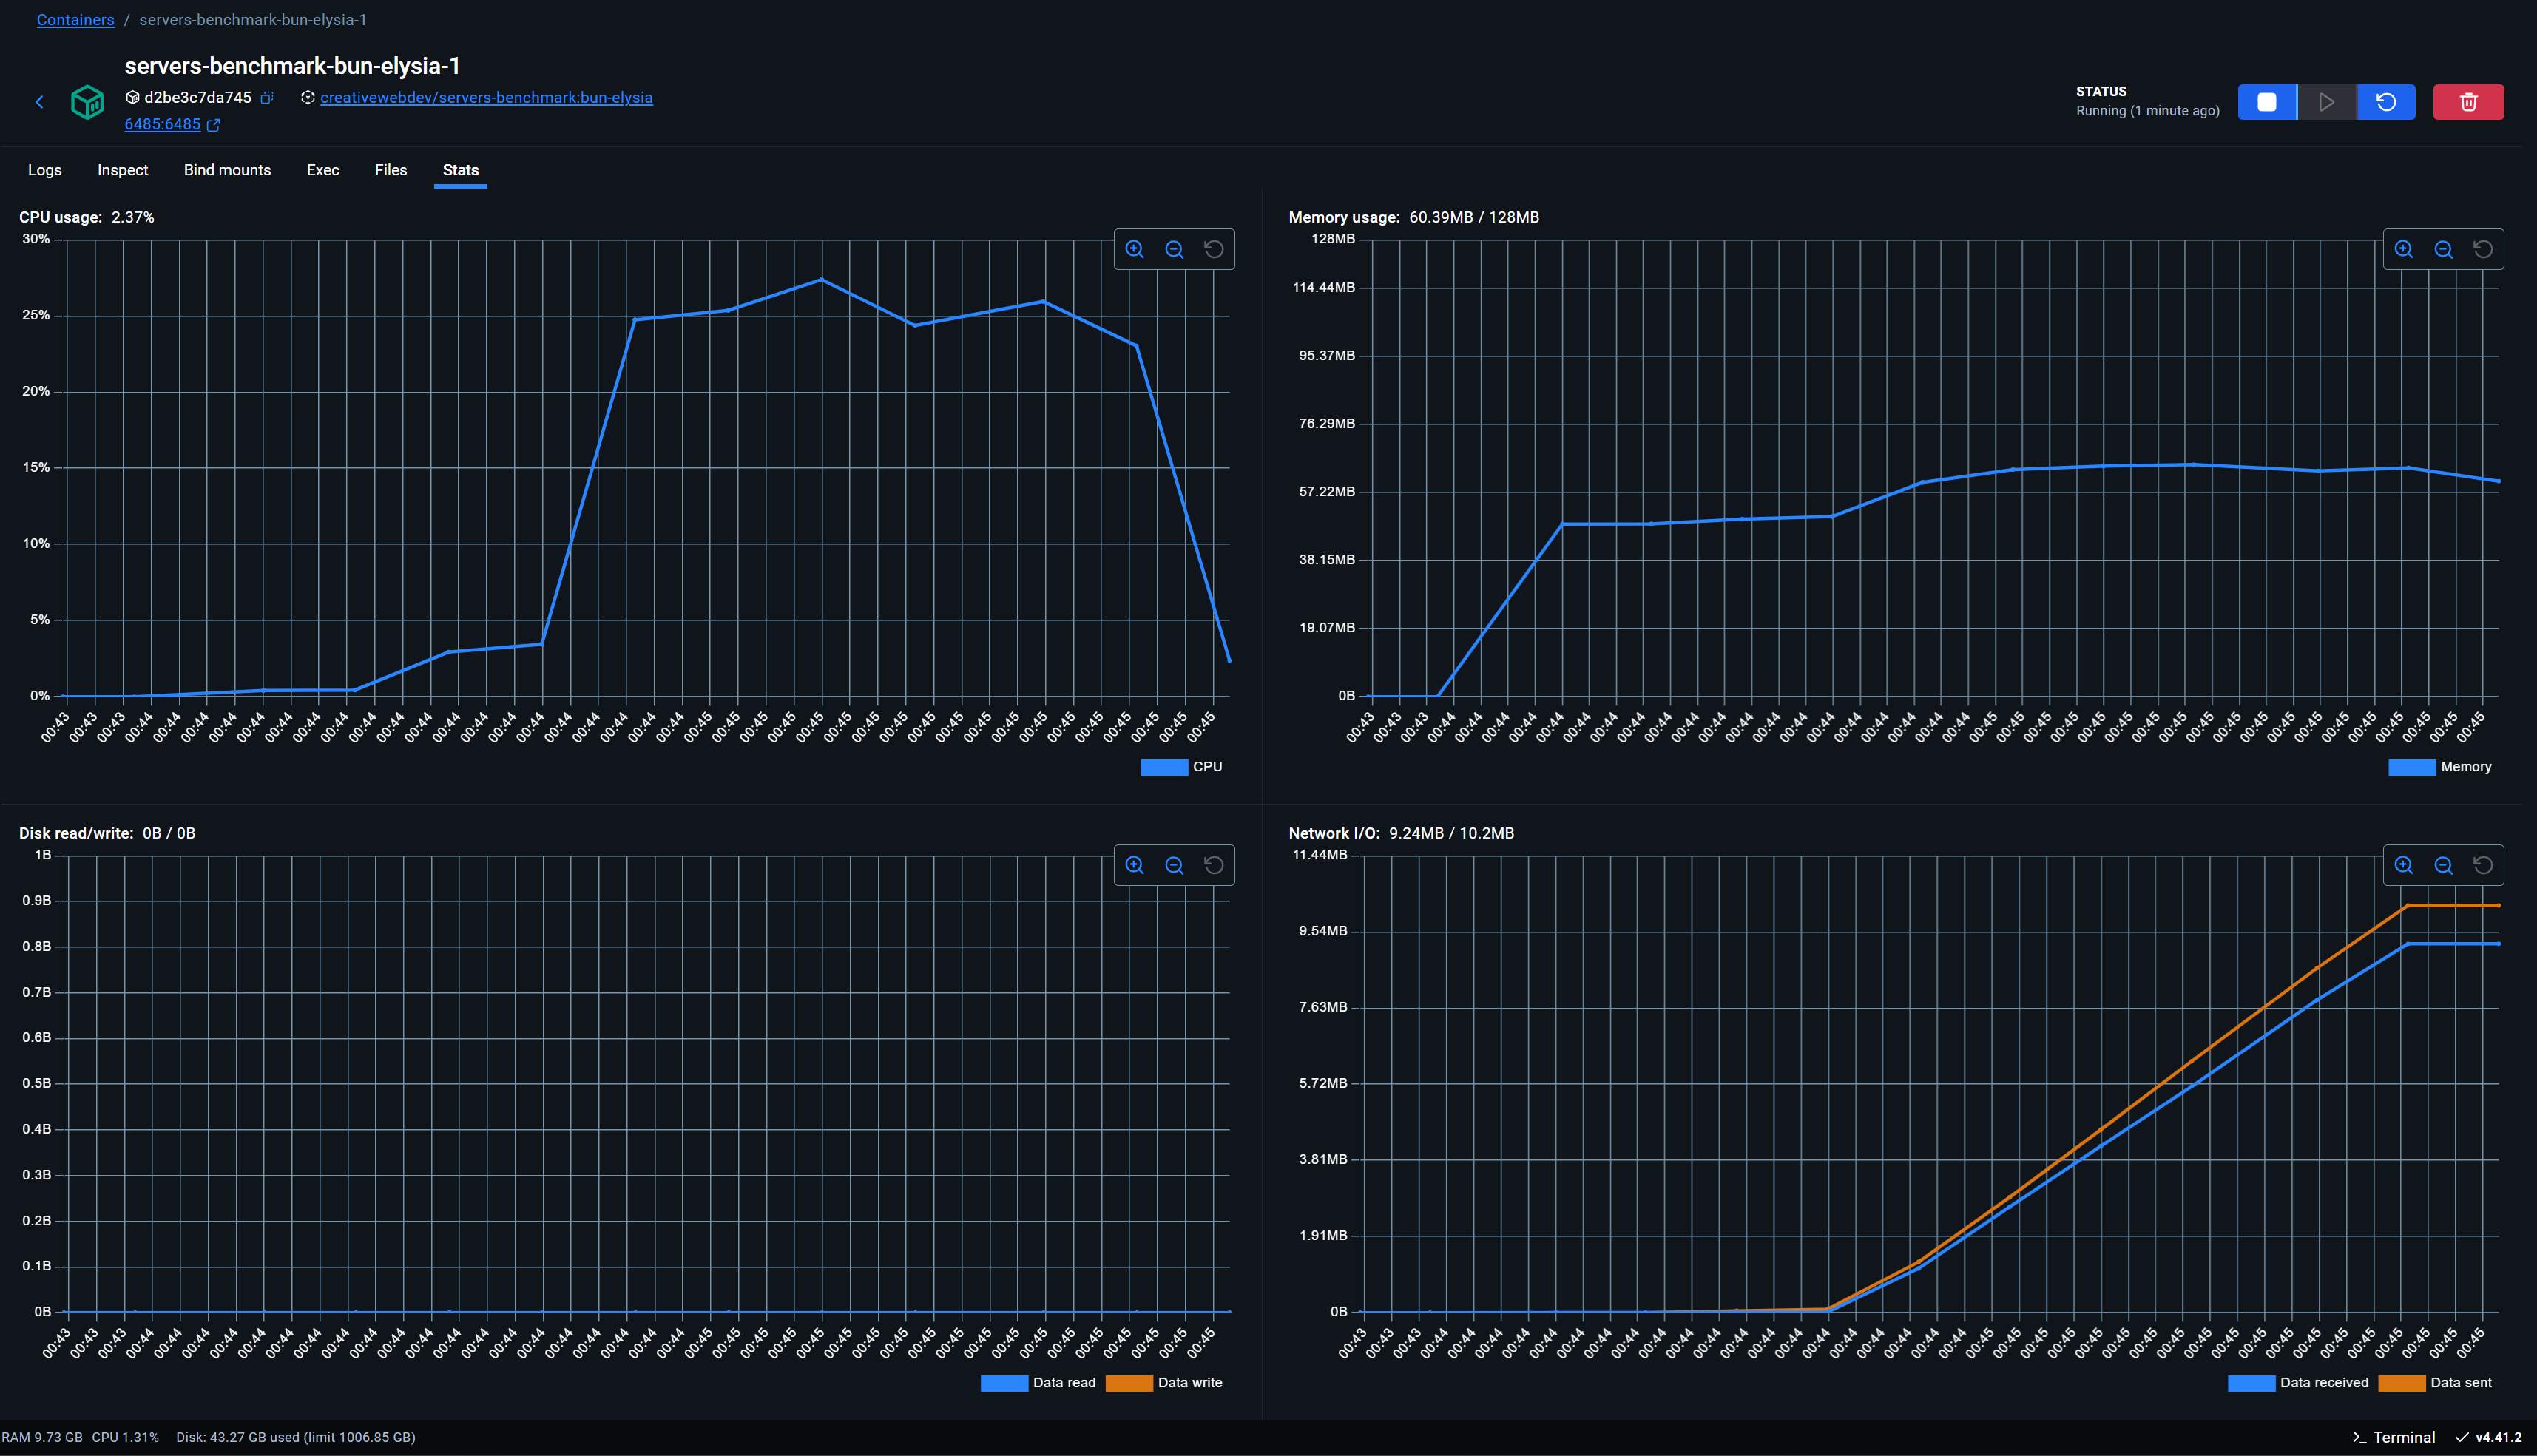 Containers / servers-benchmark-bun-elysia-1
servers-benchmark-bun-elysia-1
d2be3c7da745 creativewebdev/servers-benchmark:bun-elysia
6485:6485
STATUS
Running (1 minute ago)
Logs Inspect Bind mounts Exec Files Stats
CPU usage: 2.37%
30%
25%
20%
15%
10%
5%
0%
00:43 00:43 00:43 00:44 00:44 00:44 00:44 00:44 00:44 00:44 00:44 00:44 00:44 00:44 00:44 00:44 00:44 00:44 00:44 00:44 00:44 00:44 00:44 00:45 00:45 00:45 00:45 00:45 00:45 00:45 00:45 00:45 00:45 00:45 00:45 00:45 00:45 00:45 00:45 00:45 00:45 00:45
CPU
Memory usage: 60.39MB / 128MB
128MB
114.44MB
95.37MB
76.29MB
57.22MB
38.15MB
19.07MB
0B
00:43 00:43 00:43 00:44 00:44 00:44 00:44 00:44 00:44 00:44 00:44 00:44 00:44 00:44 00:44 00:44 00:44 00:44 00:44 00:44 00:44 00:44 00:44 00:45 00:45 00:45 00:45 00:45 00:45 00:45 00:45 00:45 00:45 00:45 00:45 00:45 00:45 00:45 00:45 00:45 00:45 00:45
Memory
Disk read/write: 0B / 0B
1B
0.9B
0.8B
0.7B
0.6B
0.5B
0.4B
0.3B
0.2B
0.1B
0B
00:43 00:43 00:43 00:44 00:44 00:44 00:44 00:44 00:44 00:44 00:44 00:44 00:44 00:44 00:44 00:44 00:44 00:44 00:44 00:44 00:44 00:44 00:44 00:45 00:45 00:45 00:45 00:45 00:45 00:45 00:45 00:45 00:45 00:45 00:45 00:45 00:45 00:45 00:45 00:45 00:45 00:45
Data read Data write
Network I/O: 9.24MB / 10.2MB
11.44MB
9.54MB
7.63MB
5.72MB
3.81MB
1.91MB
0B
00:43 00:43 00:43 00:44 00:44 00:44 00:44 00:44 00:44 00:44 00:44 00:44 00:44 00:44 00:44 00:44 00:44 00:44 00:44 00:44 00:44 00:44 00:44 00:45 00:45 00:45 00:45 00:45 00:45 00:45 00:45 00:45 00:45 00:45 00:45 00:45 00:45 00:45 00:45 00:45 00:45 00:45
Data received Data sent
RAM 9.73 GB CPU 1.31% Disk: 43.27 GB used (limit 1006.85 GB)
Terminal v4.41.2